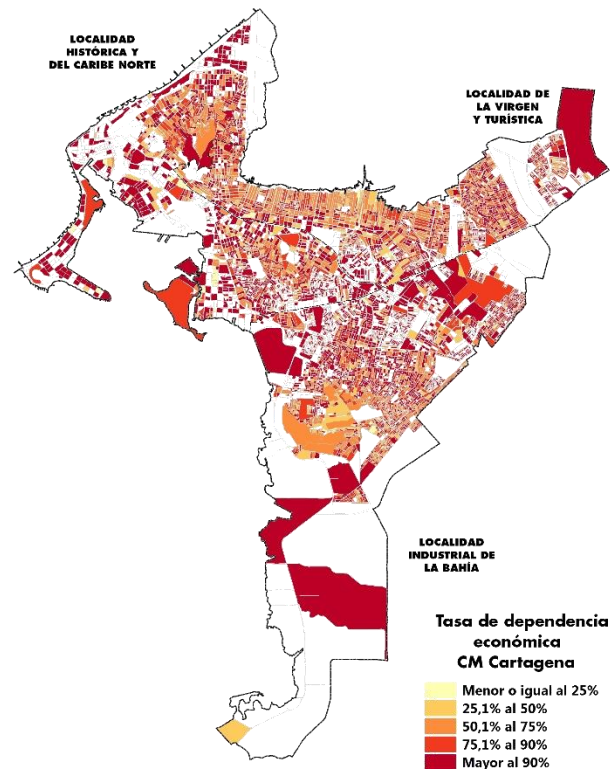 LOCALIDAD
HISTÓRICA Y
DEL CARIBE NORTE
LOCALIDAD DE
LA VIRGEN
Y TURÍSTICA
LOCALIDAD
INDUSTRIAL DE
LA BAHÍA
Tasa de dependencia
económica
CM Cartagena
Menor o igual al 25%
25,1% al 50%
50,1% al 75%
75,1% al 90%
Mayor al 90%